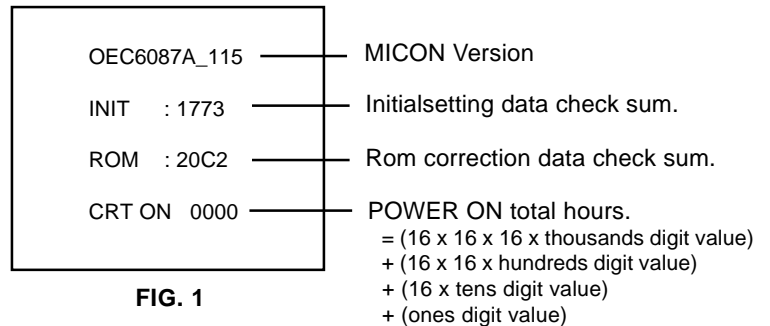 OEC6087A_115 MICON Version
INIT : 1773 Initialsetting data check sum.
ROM : 20C2 Rom correction data check sum.
CRT ON 0000 POWER ON total hours.
= (16 x 16 x 16 x thousands digit value)
+ (16 x 16 x hundreds digit value)
+ (16 x tens digit value)
+ (ones digit value)
FIG. 1